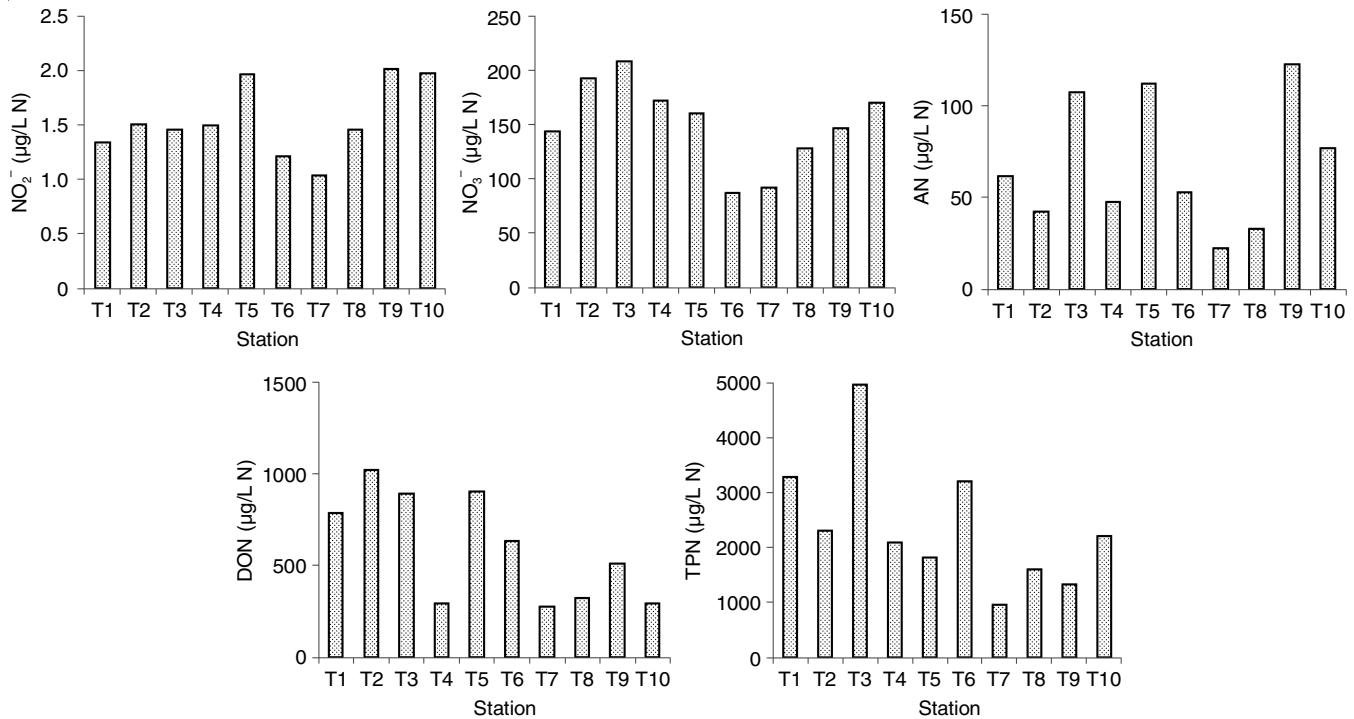 NO₂⁻ (µg/L N)
2.5
2.0
1.5
1.0
0.5
0
T1 T2 T3 T4 T5 T6 T7 T8 T9 T10
Station
NO₃⁻ (µg/L N)
250
200
150
100
50
0
T1 T2 T3 T4 T5 T6 T7 T8 T9 T10
Station
AN (µg/L N)
150
100
50
0
T1 T2 T3 T4 T5 T6 T7 T8 T9 T10
Station
DON (µg/L N)
1500
1000
500
0
T1 T2 T3 T4 T5 T6 T7 T8 T9 T10
Station
TPN (µg/L N)
5000
4000
3000
2000
1000
0
T1 T2 T3 T4 T5 T6 T7 T8 T9 T10
Station